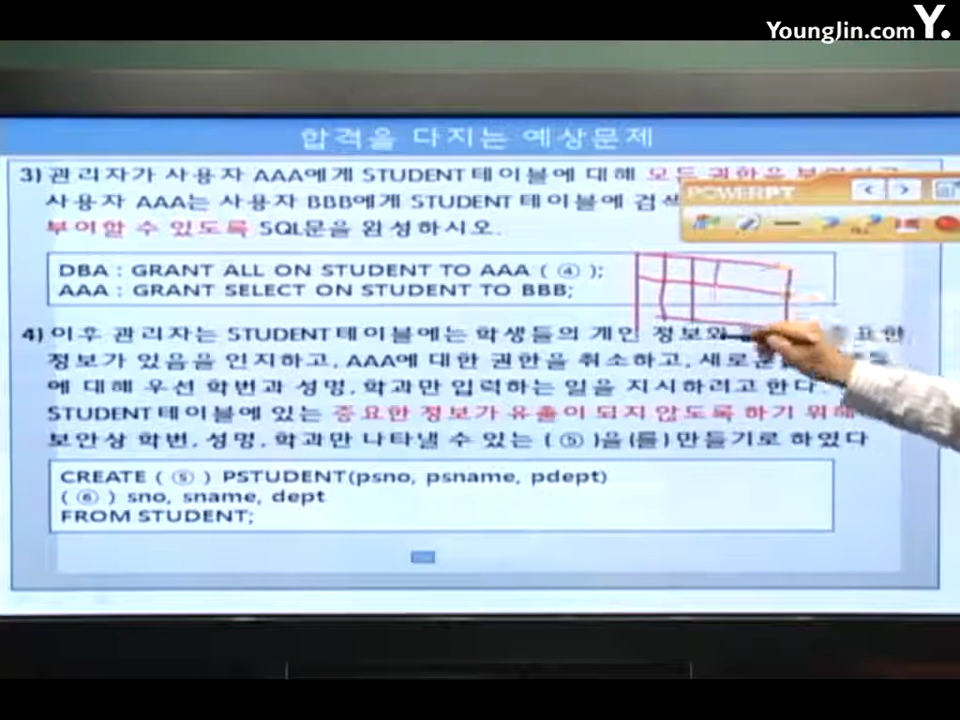 YoungJin.com Y.
합격을 다지는 예상문제
3) 관리자가 사용자 AAA에게 STUDENT 테이블에 대해 모든 권한을
POWERPT
사용자 AAA는 사용자 BBB에게 STUDENT 테이블에 검색
부여할 수 있도록 SQL문을 완성하시오.
DBA : GRANT ALL ON STUDENT TO AAA ( ④ );
AAA : GRANT SELECT ON STUDENT TO BBB;
4) 이후 관리자는 STUDENT 테이블에는 학생들의 개인 정보와 요한
정보가 있음을 인지하고, AAA에 대한 권한을 취소하고, 새로운
에 대해 우선 학번과 성명, 학과만 입력하는 일을 지시하려고 한다.
STUDENT 테이블에 있는 중요한 정보가 유출이 되지 않도록 하기 위해
보안상 학번, 성명, 학과만 나타낼 수 있는 ( ⑤ )을(를) 만들기로 하였다
CREATE ( ⑤ ) PSTUDENT(psno, psname, pdept)
( ⑥ ) sno, sname, dept
FROM STUDENT;